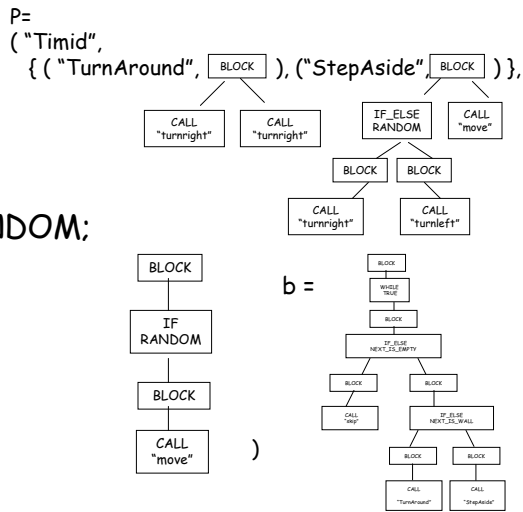 P=
( “Timid”,
{ ( “TurnAround”, BLOCK ), (“StepAside”, BLOCK ) },
CALL
“turnright”
CALL
“turnright”
IF_ELSE
RANDOM
CALL
“move”
BLOCK
BLOCK
CALL
“turnright”
CALL
“turnleft”
NDOM;
BLOCK
IF
RANDOM
BLOCK
CALL
“move”
)
b =
BLOCK
WHILE
TRUE
BLOCK
IF_ELSE
NEXT_IS_EMPTY
BLOCK
BLOCK
CALL
“skip”
IF_ELSE
NEXT_IS_WALL
BLOCK
BLOCK
CALL
“TurnAround”
CALL
“StepAside”